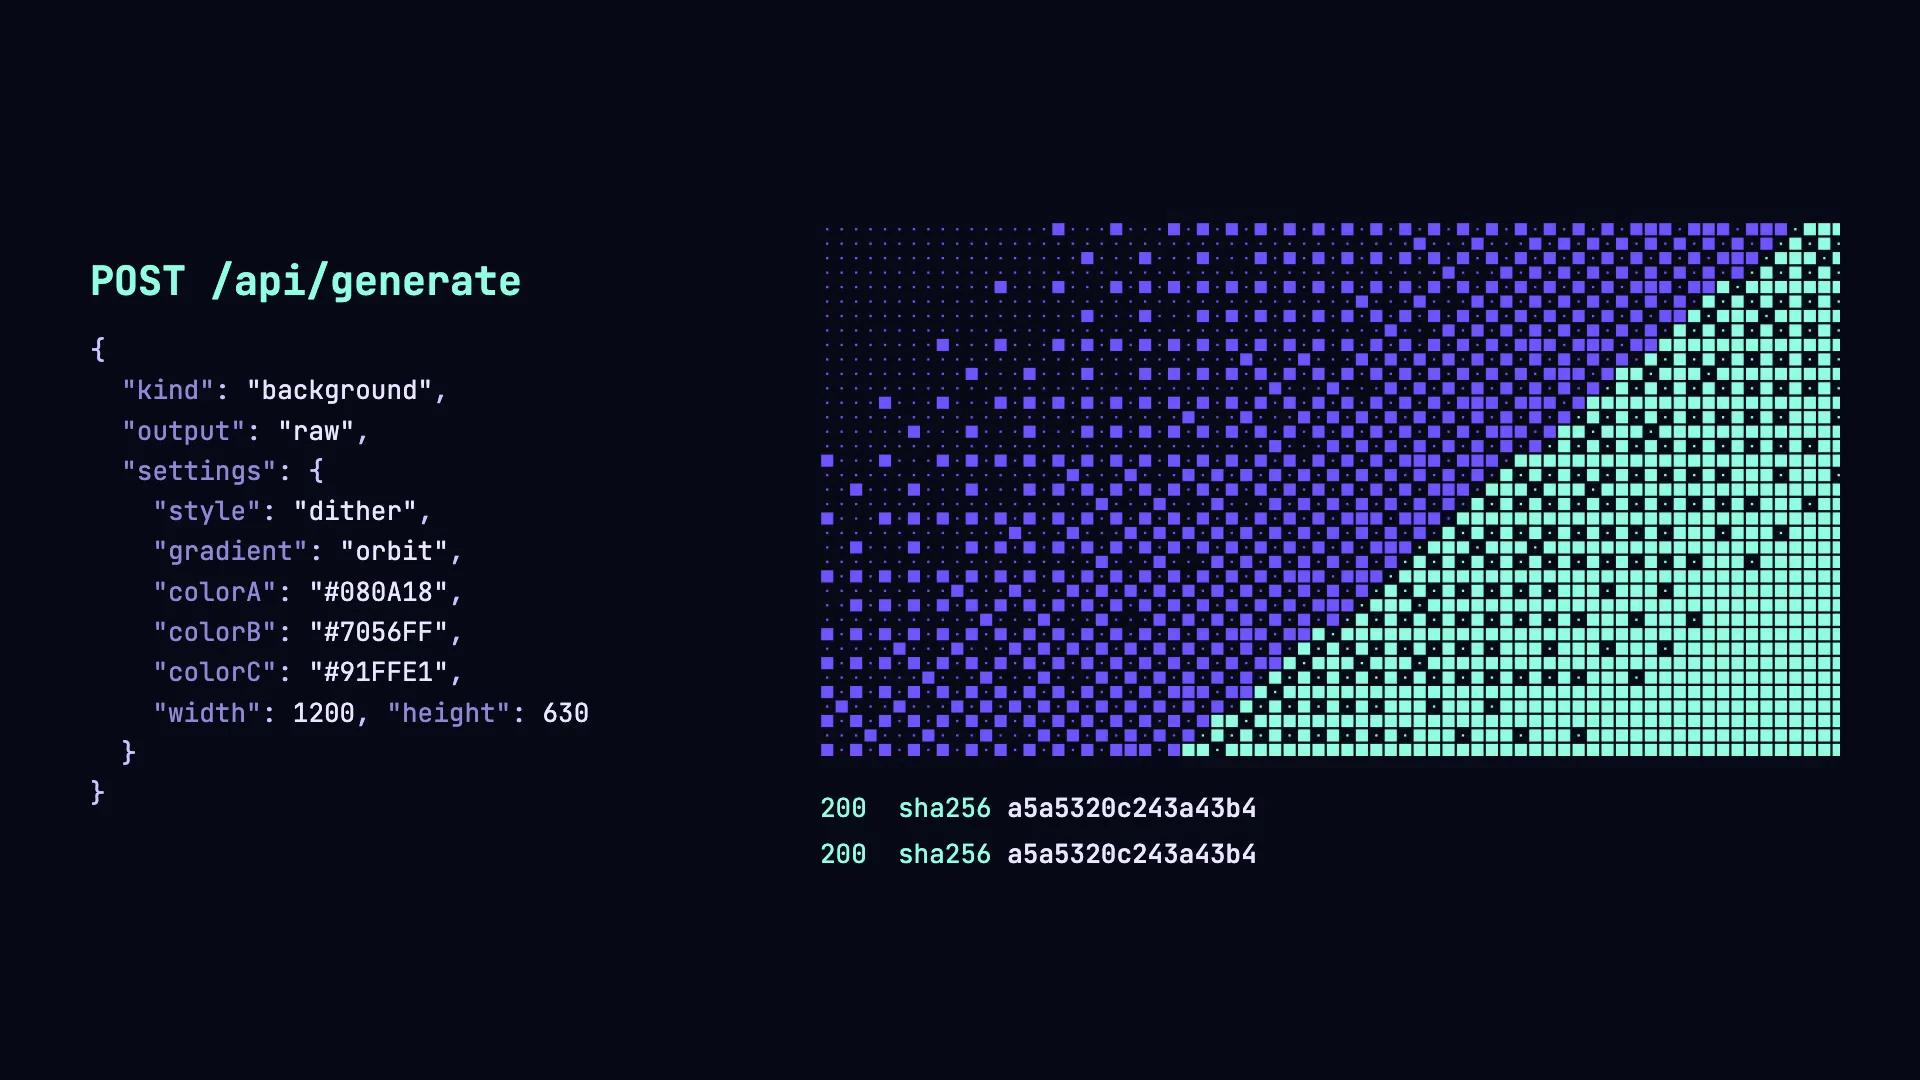 POST /api/generate
{
  "kind": "background",
  "output": "raw",
  "settings": {
    "style": "dither",
    "gradient": "orbit",
    "colorA": "#080A18",
    "colorB": "#7056FF",
    "colorC": "#91FFE1",
    "width": 1200, "height": 630
  }
}
200  sha256 a5a5320c243a43b4
200  sha256 a5a5320c243a43b4